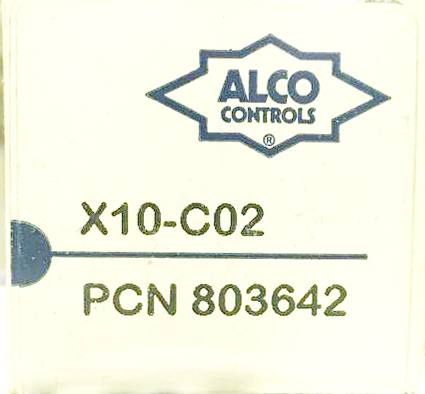 ALCO
CONTROLS
®
X10-C02
PCN 803642